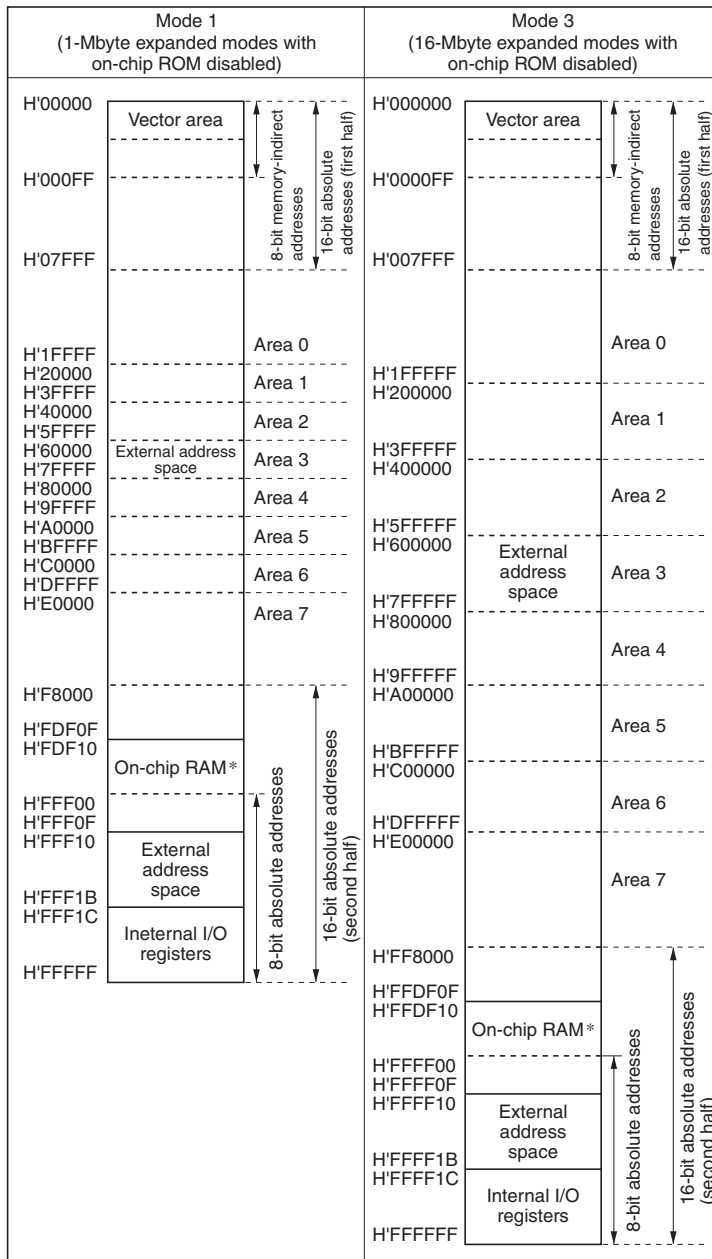 Mode 1
(1-Mbyte expanded modes with
on-chip ROM disabled)
H'00000
Vector area
H'000FF
H'07FFF
8-bit memory-indirect
addresses
16-bit absolute
addresses (first half)
H'1FFFF
Area 0
H'20000
H'3FFFF
Area 1
H'40000
H'5FFFF
Area 2
H'60000
H'7FFFF
External address
space
Area 3
H'80000
H'9FFFF
Area 4
H'A0000
H'BFFFF
Area 5
H'C0000
H'DFFFF
Area 6
H'E0000
Area 7
H'F8000
H'FDF0F
H'FDF10
On-chip RAM*
H'FFF00
H'FFF0F
H'FFF10
External
address
space
H'FFF1B
H'FFF1C
Ineternal I/O
registers
H'FFFFF
8-bit absolute addresses
16-bit absolute addresses
(second half)
Mode 3
(16-Mbyte expanded modes with
on-chip ROM disabled)
H'000000
Vector area
H'0000FF
H'007FFF
8-bit memory-indirect
addresses
16-bit absolute
addresses (first half)
Area 0
H'1FFFFF
H'200000
Area 1
H'3FFFFF
H'400000
Area 2
H'5FFFFF
H'600000
External
address
space
Area 3
H'7FFFFF
H'800000
Area 4
H'9FFFFF
H'A00000
Area 5
H'BFFFFF
H'C00000
Area 6
H'DFFFFF
H'E00000
Area 7
H'FF8000
H'FFDF0F
H'FFDF10
On-chip RAM*
H'FFFF00
H'FFFF0F
H'FFFF10
External
address
space
H'FFFF1B
H'FFFF1C
Internal I/O
registers
H'FFFFFF
8-bit absolute addresses
16-bit absolute addresses
(second half)